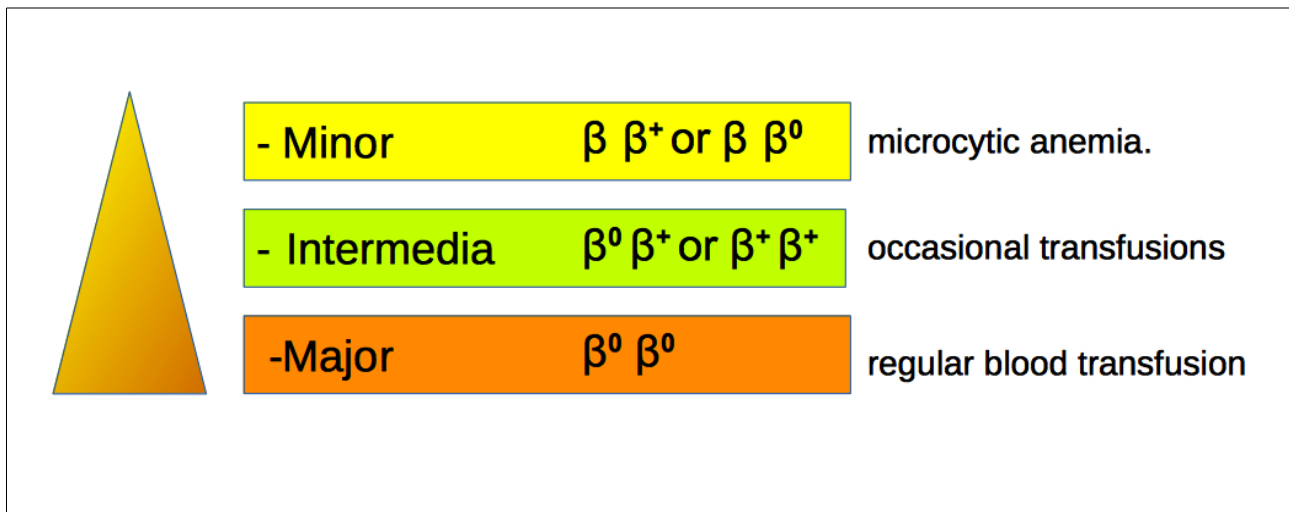 - Minor β β⁺ or β β⁰ microcytic anemia.
- Intermedia β⁰ β⁺ or β⁺ β⁺ occasional transfusions
-Major β⁰ β⁰ regular blood transfusion